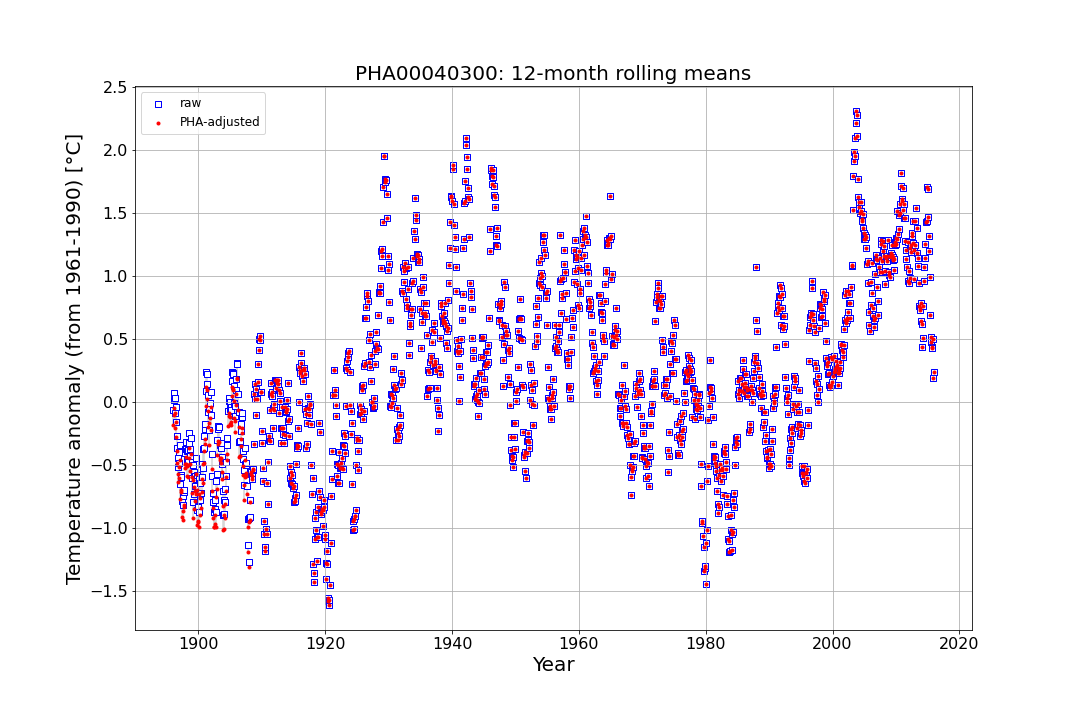 PHA00040300: 12-month rolling means
raw
PHA-adjusted
Temperature anomaly (from 1961-1990) [°C]
2.5
2.0
1.5
1.0
0.5
0.0
−0.5
−1.0
−1.5
1900 1920 1940 1960 1980 2000 2020
Year